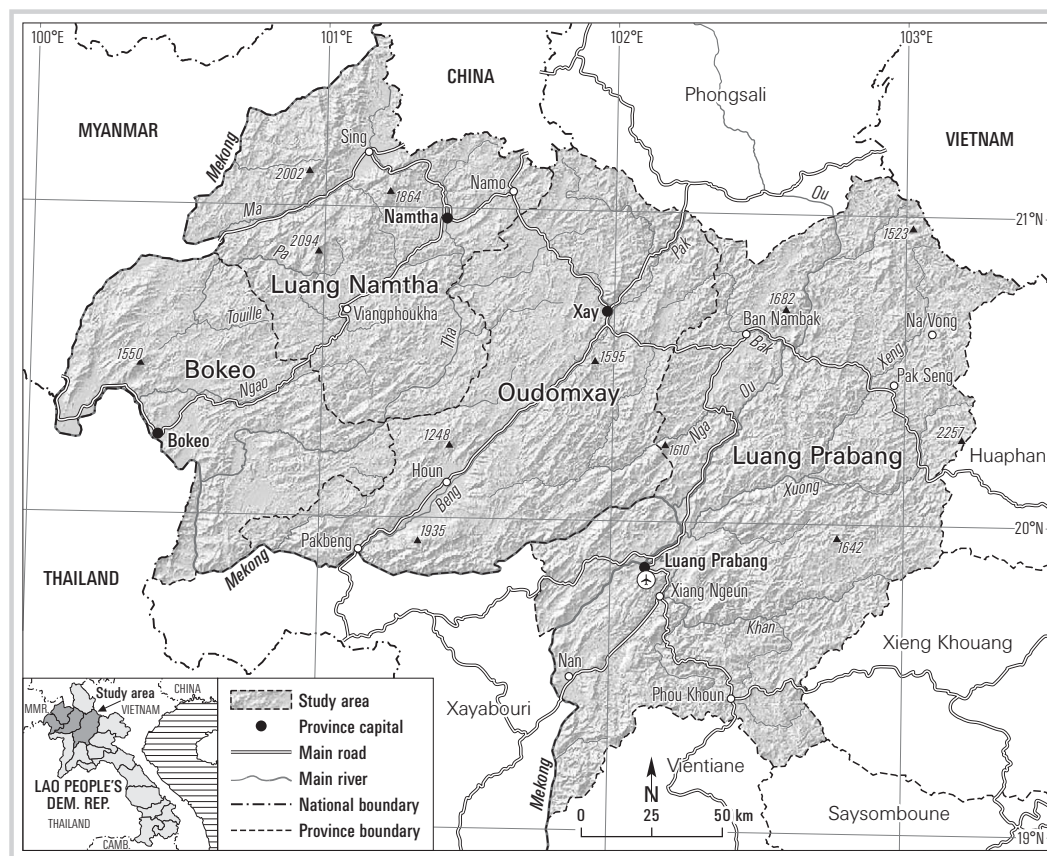 100°E
101°E
102°E
103°E
CHINA
MYANMAR
VIETNAM
Phongsali
Mekong
Sing
2002
Ma
1864
Namo
Namtha
Ou
21°N
1523
2094
Pa
Pak
Luang Namtha
Viangphoukha
Touille
Tha
Xay
1682
Ban Nambak
Bak
Na Vong
Xeng
1550
Bokeo
Ngao
1595
Oudomxay
Ou
Pak Seng
Bokeo
1248
Houn
Beng
Nga
1610
Luang Prabang
2257
Huaphan
Xuong
1935
Pakbeng
20°N
1642
THAILAND
Mekong
Luang Prabang
Xiang Ngeun
Khan
Xieng Khouang
Nan
Xayabouri
Phou Khoun
Mekong
Vientiane
Saysomboune
19°N
N
0 25 50 km
Study area
CHINA
MMR.
VIETNAM
LAO PEOPLE'S
DEM. REP.
THAILAND
CAMB.
Study area
Province capital
Main road
Main river
National boundary
Province boundary